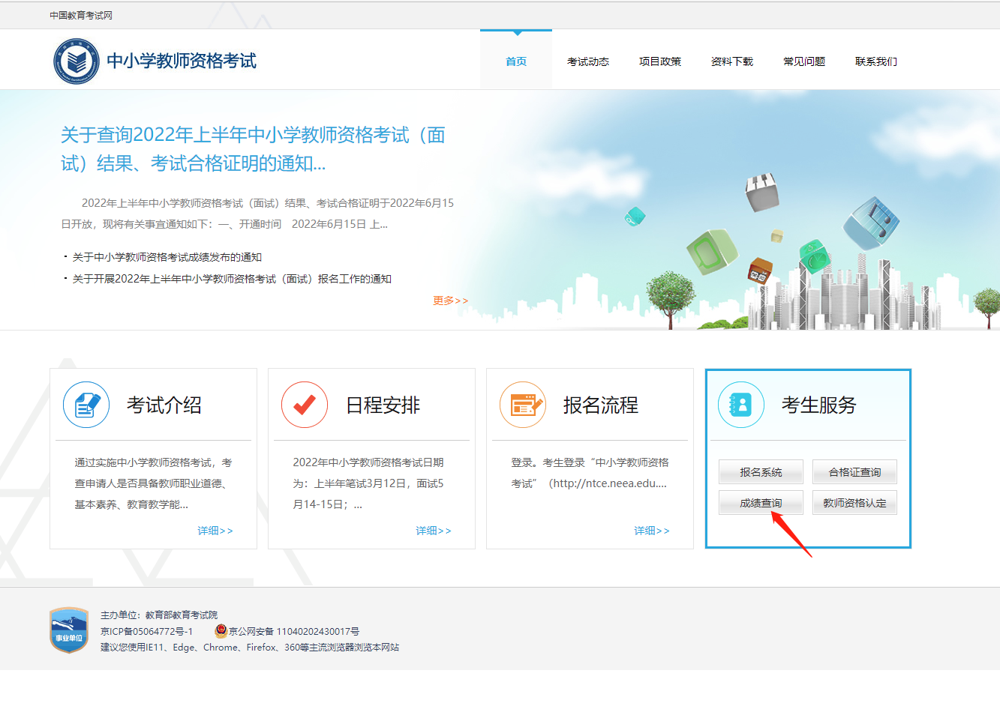 中国教育考试网
中小学教师资格考试
首页
考试动态
项目政策
资料下载
常见问题
联系我们
关于查询2022年上半年中小学教师资格考试（面
试）结果、考试合格证明的通知...
2022年上半年中小学教师资格考试（面试）结果、考试合格证明于2022年6月15
日开放，现将有关事宜通知如下：一、开通时间　2022年6月15日 上...
· 关于中小学教师资格考试成绩发布的通知
· 关于开展2022年上半年中小学教师资格考试（面试）报名工作的通知
更多>>
考试介绍
通过实施中小学教师资格考试，考
查申请人是否具备教师职业道德、
基本素养、教育教学能...
详细>>
日程安排
2022年中小学教师资格考试日期
为：上半年笔试3月12日，面试5
月14-15日；...
详细>>
报名流程
登录。考生登录“中小学教师资格
考试”（http://ntce.neea.edu....
详细>>
考生服务
报名系统
合格证查询
成绩查询
教师资格认定
事业单位
主办单位：教育部教育考试院
京ICP备05064772号-1
京公网安备 11040202430017号
建议您使用IE11、Edge、Chrome、Firefox、360等主流浏览器浏览本网站